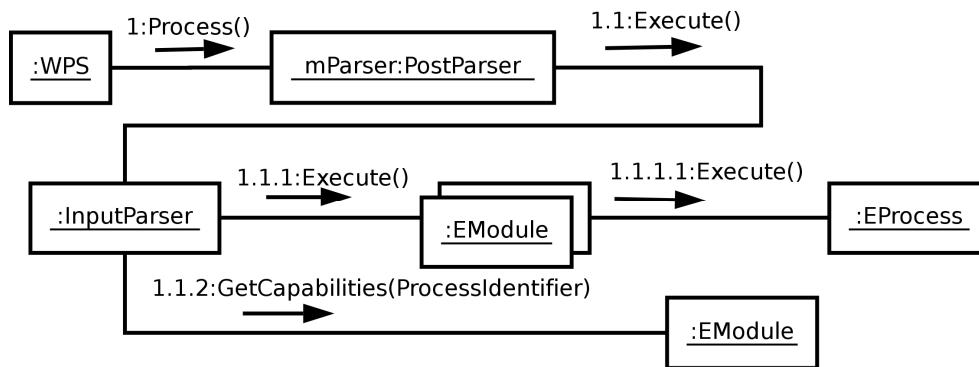 1:Process()
1.1:Execute()
:WPS
mParser:PostParser
1.1.1:Execute()
1.1.1.1:Execute()
:InputParser
:EModule
:EProcess
1.1.2:GetCapabilities(ProcessIdentifier)
:EModule